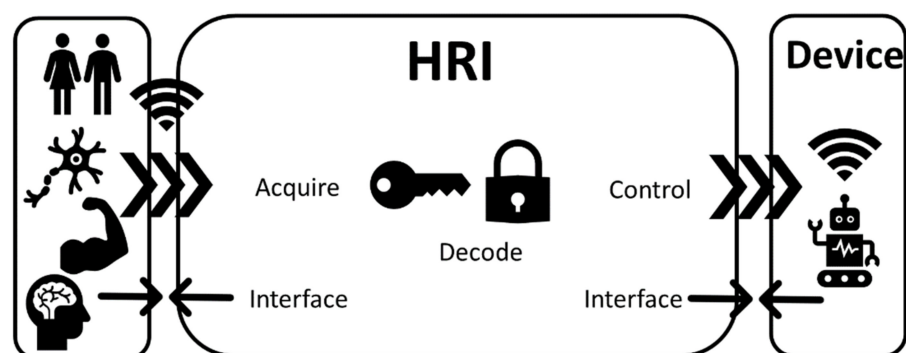 HRI
Device
Acquire
Control
Decode
Interface
Interface